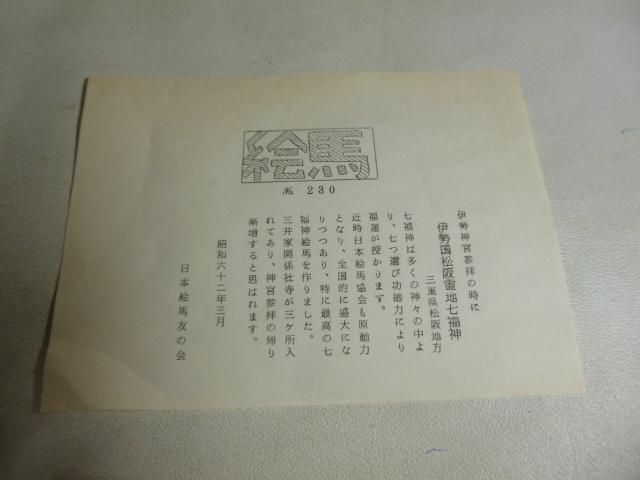 絵馬
№ 230
伊勢神宮参拝の時に
伊勢国松阪霊地七福神
三重県松阪地方
七福神は多くの神々の中よ
り、七つ選び功徳力により
福運が授かります。
近時日本絵馬協会も原動力
となり、全国的に盛大にな
りつつあり、特に最高の七
福神絵馬を作りました。
三井家関係社寺が三ケ所入
れてあり、神宮参拝の帰り
漸増すると思はれます。
昭和六十二年三月
日本絵馬友の会